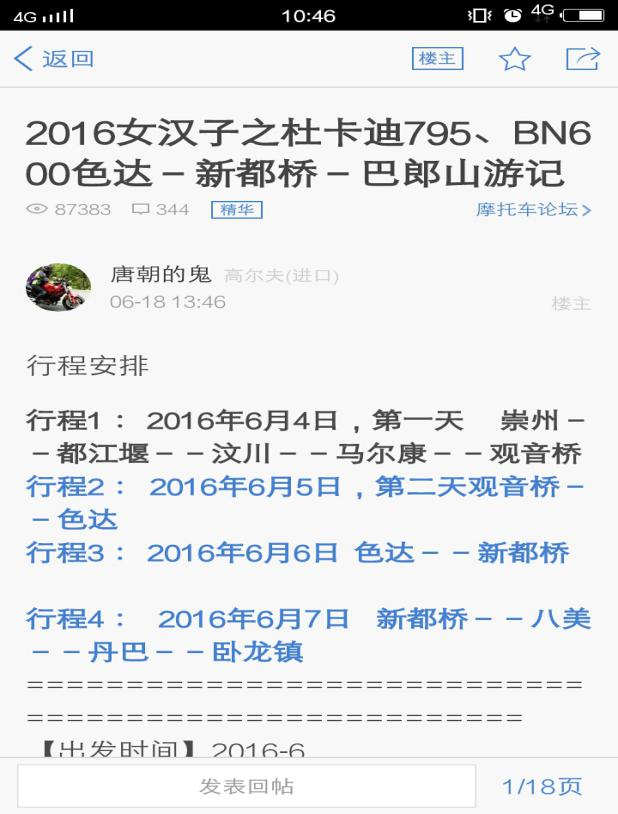 4G 10:46 4G
返回 楼主
2016女汉子之杜卡迪795、BN6
00色达－新都桥－巴郎山游记
87383 344 精华 摩托车论坛
唐朝的鬼 高尔夫(进口)
06-18 13:46 楼主
行程安排
行程1： 2016年6月4日，第一天 崇州－
－都江堰－－汶川－－马尔康－－观音桥
行程2： 2016年6月5日，第二天观音桥－
－色达
行程3： 2016年6月6日 色达－－新都桥
行程4： 2016年6月7日 新都桥－－八美
－－丹巴－－卧龙镇
============================
=========================
【出发时间】2016-6
发表回帖 1/18页